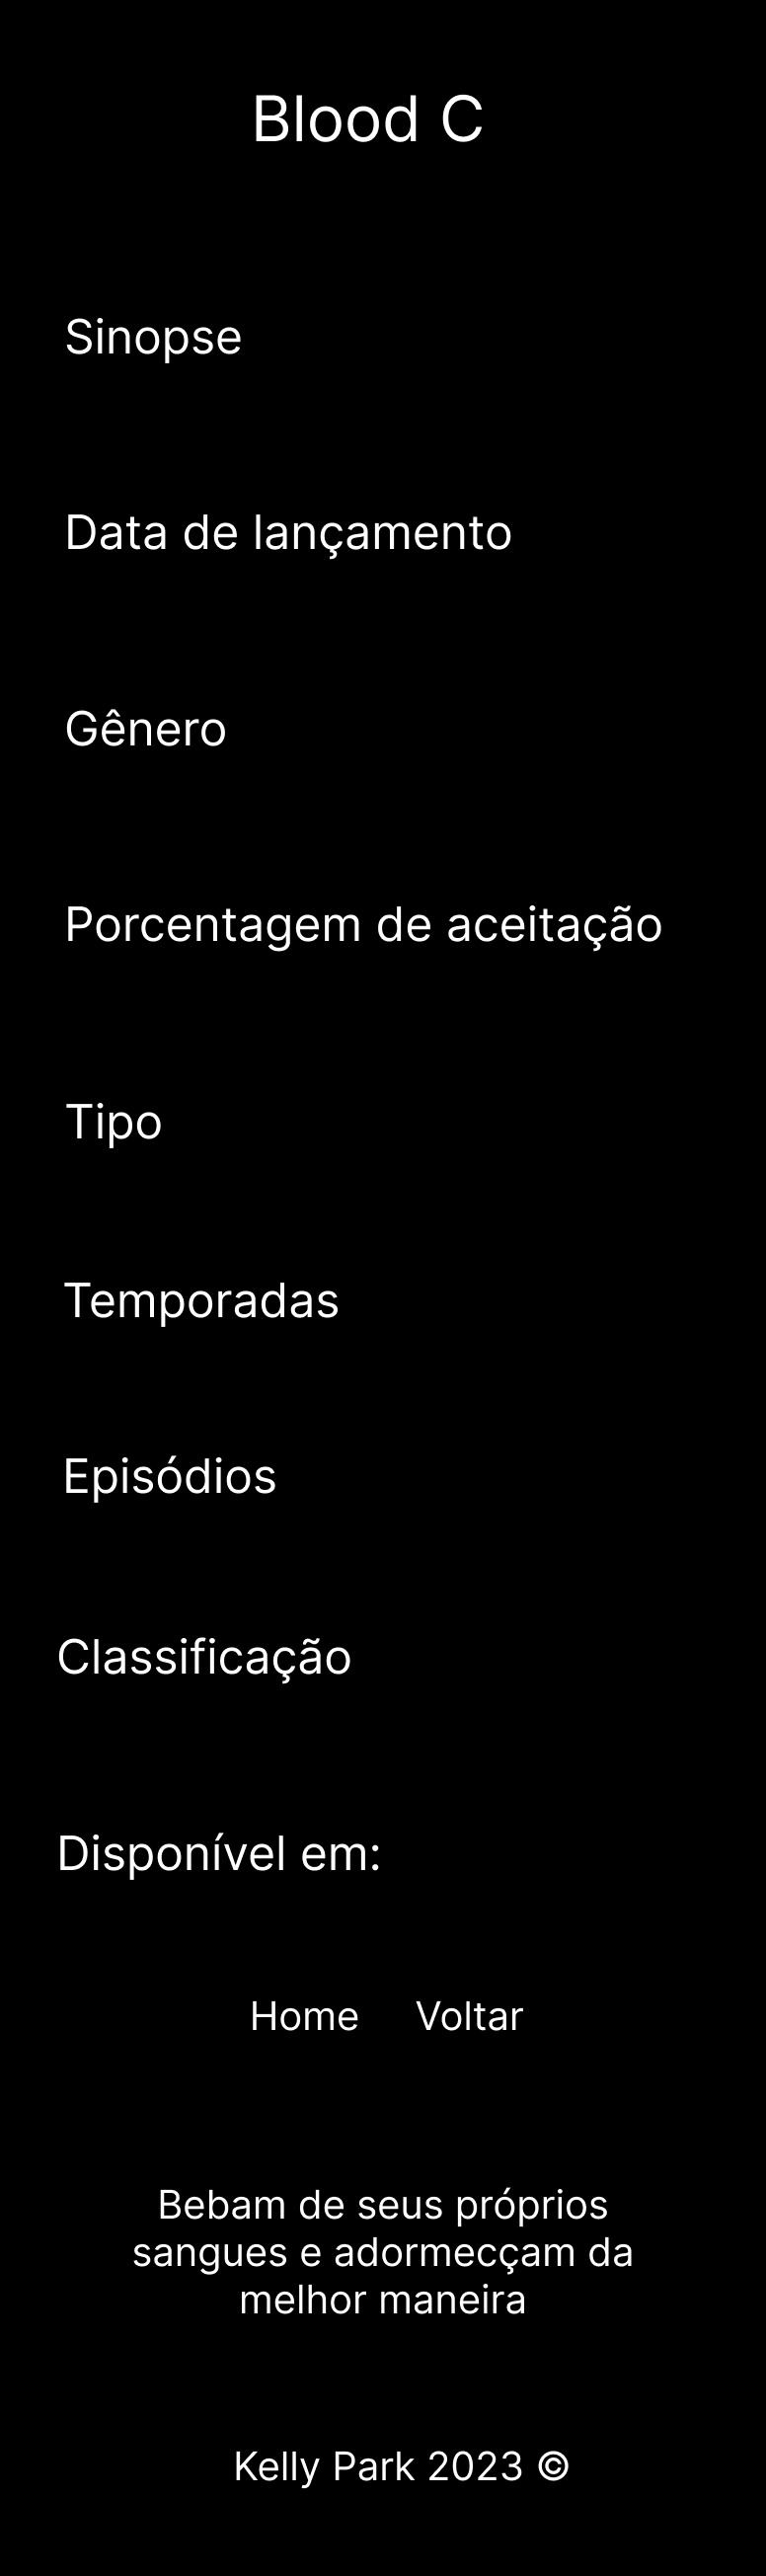 Blood C
Sinopse
Data de lançamento
Gênero
Porcentagem de aceitação
Tipo
Temporadas
Episódios
Classificação
Disponível em:
Home Voltar
Bebam de seus próprios
sangues e adormecçam da
melhor maneira
Kelly Park 2023 ©